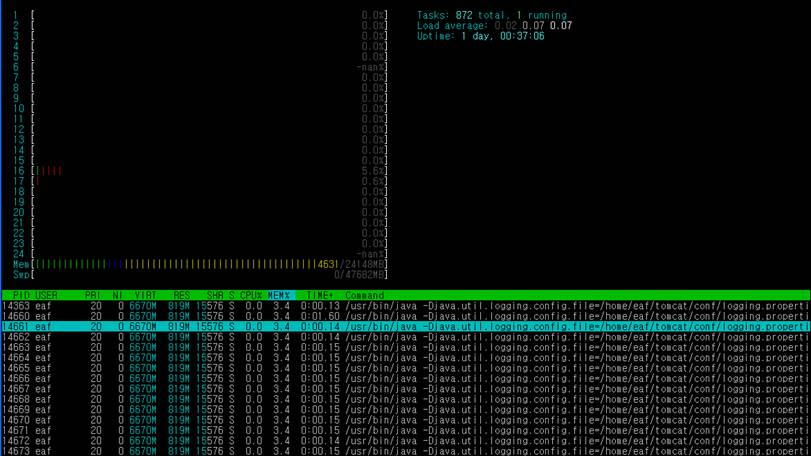 1 [ 0.0%] Tasks: 872 total, 1 running
2 [ 0.0%] Load average: 0.02 0.07 0.07
3 [ 0.0%] Uptime: 1 day, 00:37:06
4 [ 0.0%]
5 [ 0.0%]
6 [ -nan%]
7 [ 0.0%]
8 [ 0.0%]
9 [ 0.0%]
10 [ 0.0%]
11 [ 0.0%]
12 [ 0.0%]
13 [ 0.0%]
14 [ 0.0%]
15 [ 0.0%]
16 [||||| 5.6%]
17 [| 0.6%]
18 [ 0.0%]
19 [ 0.0%]
20 [ 0.0%]
21 [ 0.0%]
22 [ 0.0%]
23 [ 0.0%]
24 [ -nan%]
Mem[||||||||||||||||||||||||||||||||||||||||||||||||||||||||4631/24148MB]
Swp[ 0/47682MB]
PID USER PRI NI VIRT RES SHR S CPU% MEM% TIME+ Command
14363 eaf 20 0 6670M 819M 15576 S 0.0 3.4 0:00.13 /usr/bin/java -Djava.util.logging.config.file=/home/eaf/tomcat/conf/logging.properti
14660 eaf 20 0 6670M 819M 15576 S 0.0 3.4 0:01.60 /usr/bin/java -Djava.util.logging.config.file=/home/eaf/tomcat/conf/logging.properti
14661 eaf 20 0 6670M 819M 15576 S 0.0 3.4 0:00.14 /usr/bin/java -Djava.util.logging.config.file=/home/eaf/tomcat/conf/logging.properti
14662 eaf 20 0 6670M 819M 15576 S 0.0 3.4 0:00.14 /usr/bin/java -Djava.util.logging.config.file=/home/eaf/tomcat/conf/logging.properti
14663 eaf 20 0 6670M 819M 15576 S 0.0 3.4 0:00.15 /usr/bin/java -Djava.util.logging.config.file=/home/eaf/tomcat/conf/logging.properti
14664 eaf 20 0 6670M 819M 15576 S 0.0 3.4 0:00.15 /usr/bin/java -Djava.util.logging.config.file=/home/eaf/tomcat/conf/logging.properti
14665 eaf 20 0 6670M 819M 15576 S 0.0 3.4 0:00.15 /usr/bin/java -Djava.util.logging.config.file=/home/eaf/tomcat/conf/logging.properti
14666 eaf 20 0 6670M 819M 15576 S 0.0 3.4 0:00.15 /usr/bin/java -Djava.util.logging.config.file=/home/eaf/tomcat/conf/logging.properti
14667 eaf 20 0 6670M 819M 15576 S 0.0 3.4 0:00.15 /usr/bin/java -Djava.util.logging.config.file=/home/eaf/tomcat/conf/logging.properti
14668 eaf 20 0 6670M 819M 15576 S 0.0 3.4 0:00.15 /usr/bin/java -Djava.util.logging.config.file=/home/eaf/tomcat/conf/logging.properti
14669 eaf 20 0 6670M 819M 15576 S 0.0 3.4 0:00.15 /usr/bin/java -Djava.util.logging.config.file=/home/eaf/tomcat/conf/logging.properti
14670 eaf 20 0 6670M 819M 15576 S 0.0 3.4 0:00.15 /usr/bin/java -Djava.util.logging.config.file=/home/eaf/tomcat/conf/logging.properti
14671 eaf 20 0 6670M 819M 15576 S 0.0 3.4 0:00.15 /usr/bin/java -Djava.util.logging.config.file=/home/eaf/tomcat/conf/logging.properti
14672 eaf 20 0 6670M 819M 15576 S 0.0 3.4 0:00.14 /usr/bin/java -Djava.util.logging.config.file=/home/eaf/tomcat/conf/logging.properti
14673 eaf 20 0 6670M 819M 15576 S 0.0 3.4 0:00.15 /usr/bin/java -Djava.util.logging.config.file=/home/eaf/tomcat/conf/logging.properti